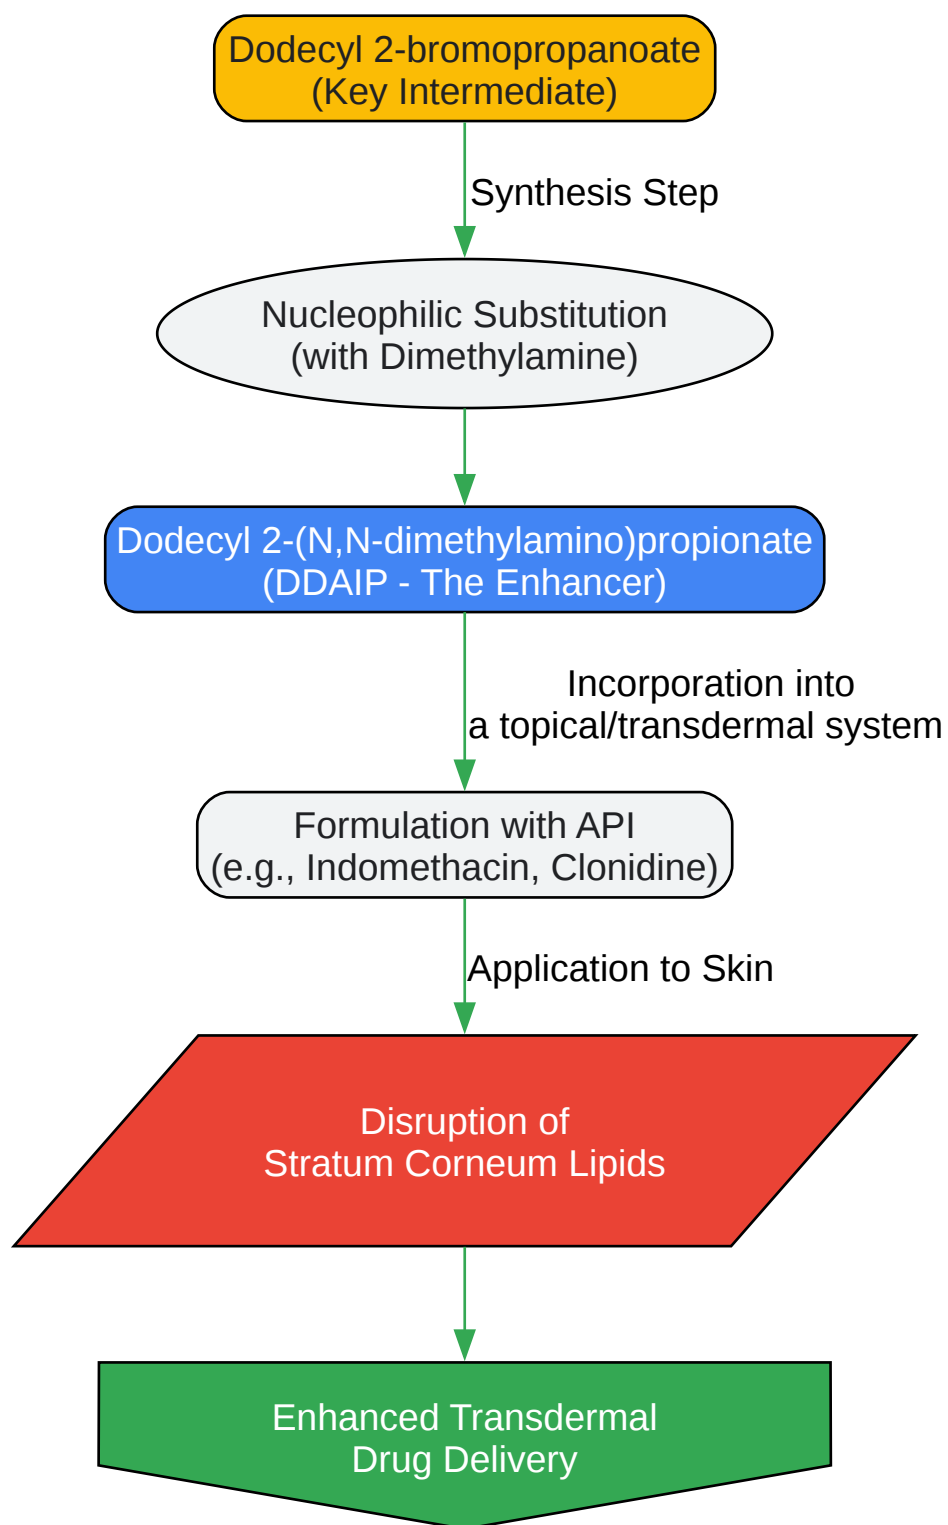 Dodecyl 2-bromopropanoate
(Key Intermediate)
Synthesis Step
Nucleophilic Substitution
(with Dimethylamine)
Dodecyl 2-(N,N-dimethylamino)propionate
(DDAIP - The Enhancer)
Incorporation into
a topical/transdermal system
Formulation with API
(e.g., Indomethacin, Clonidine)
Application to Skin
Disruption of
Stratum Corneum Lipids
Enhanced Transdermal
Drug Delivery